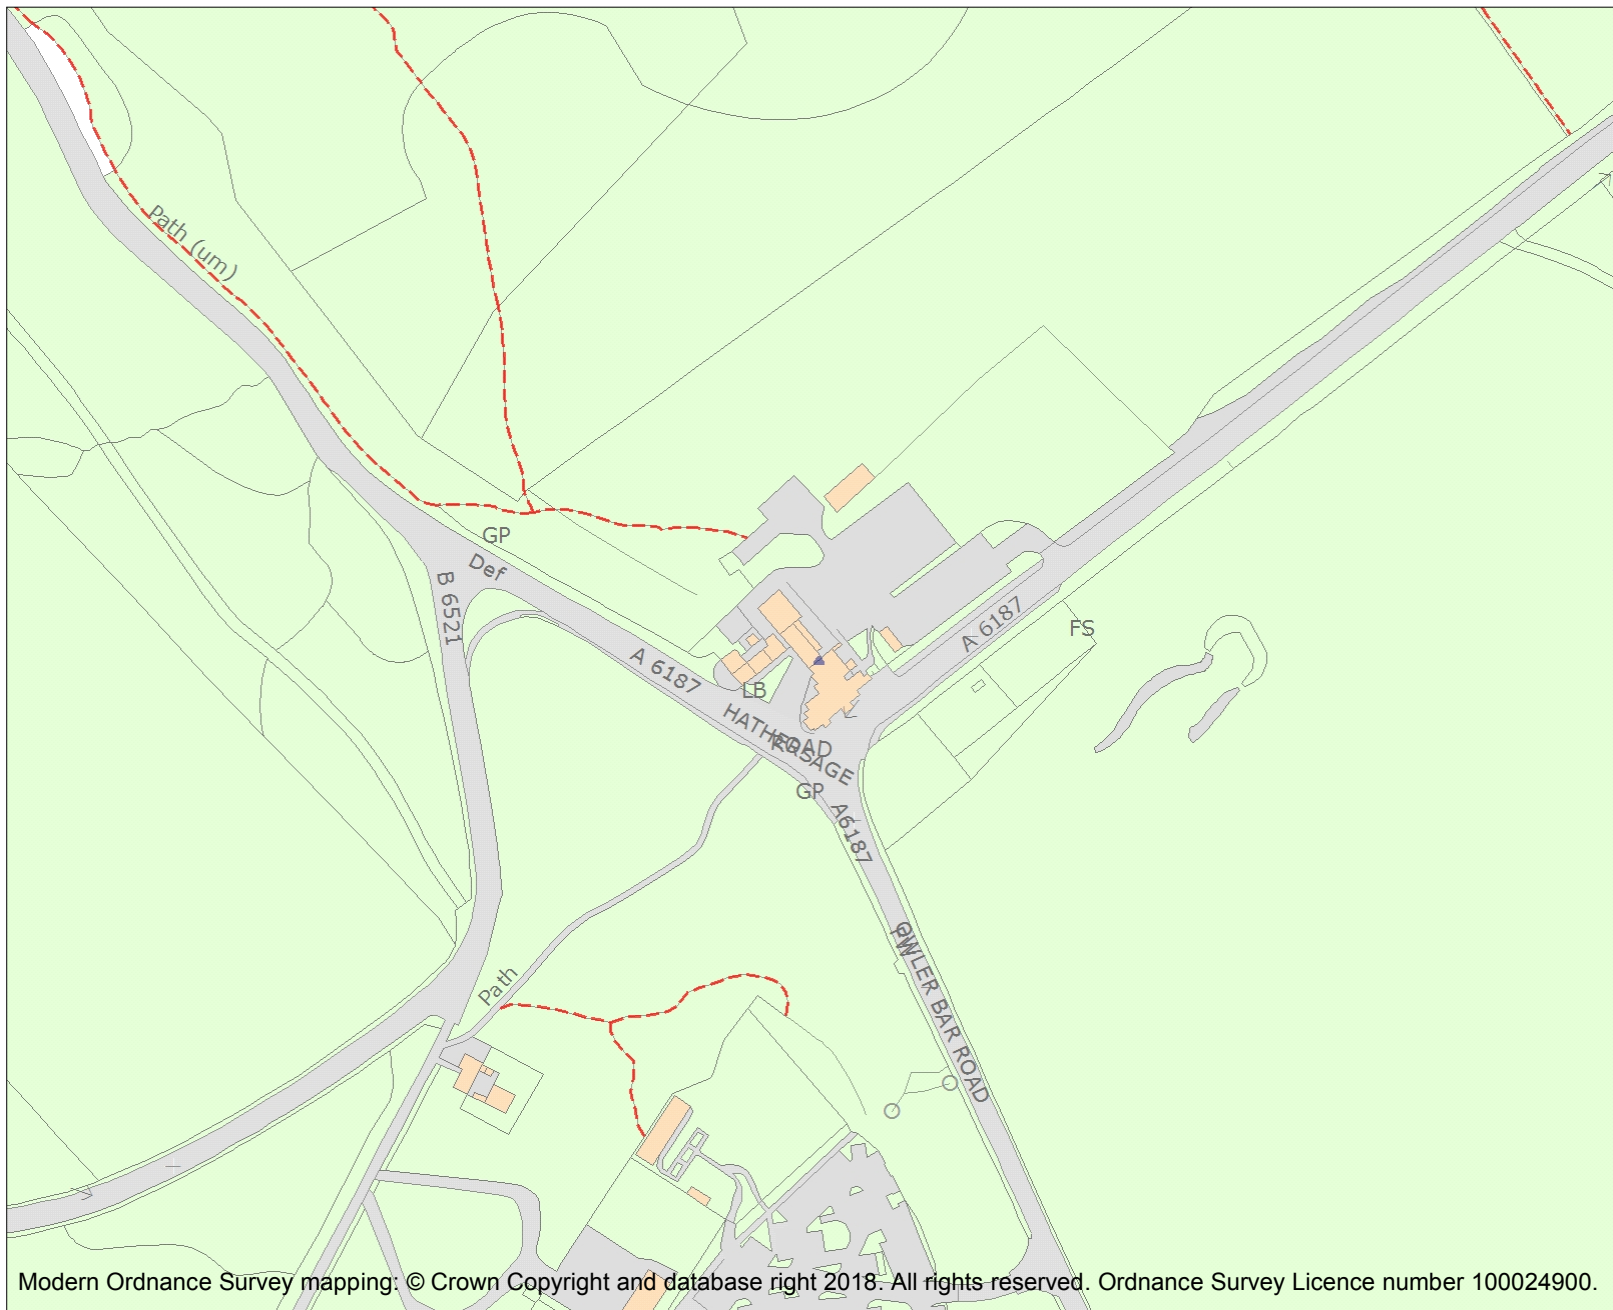 Path (um)
GP
Def
B 6521
A 6187
FS
A 6187
LB
HATHERSAGE
ROAD
GP
A6187
OWLER BAR ROAD
Path
Modern Ordnance Survey mapping: © Crown Copyright and database right 2018. All rights reserved. Ordnance Survey Licence number 100024900.